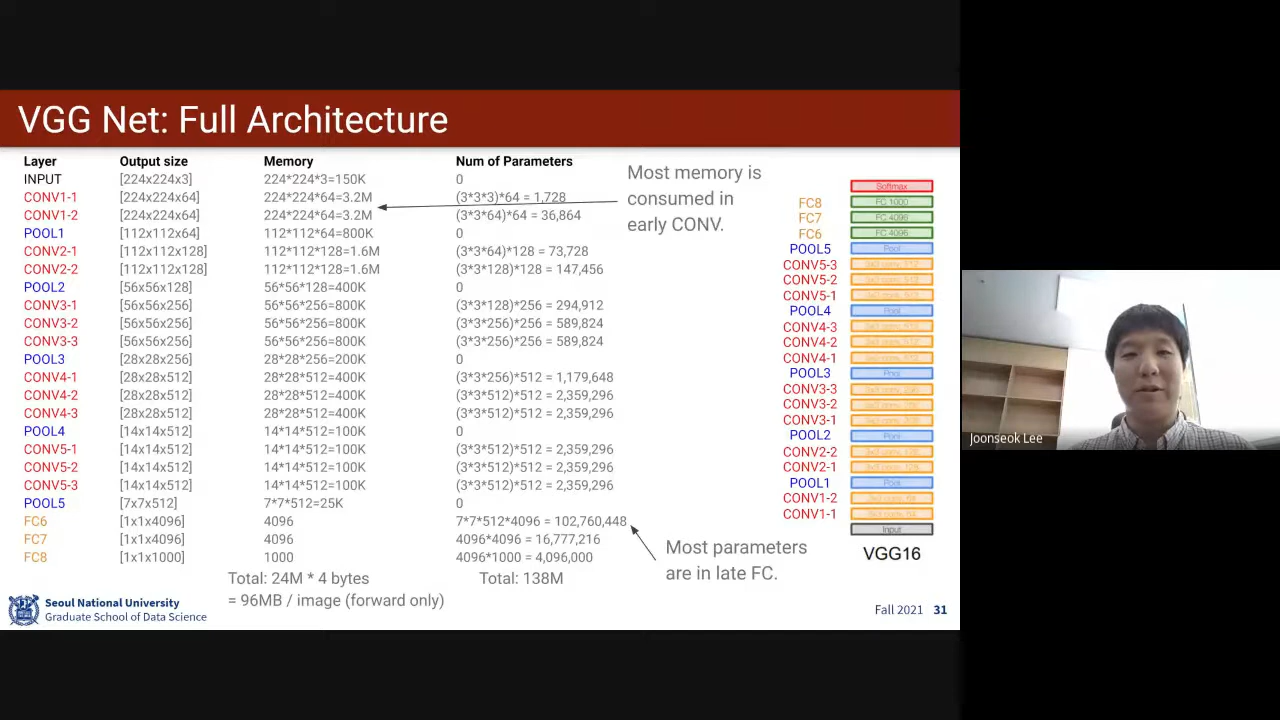 VGG Net: Full Architecture
Layer Output size Memory Num of Parameters
INPUT [224x224x3] 224*224*3=150K 0
CONV1-1 [224x224x64] 224*224*64=3.2M (3*3*3)*64 = 1,728
CONV1-2 [224x224x64] 224*224*64=3.2M (3*3*64)*64 = 36,864
POOL1 [112x112x64] 112*112*64=800K 0
CONV2-1 [112x112x128] 112*112*128=1.6M (3*3*64)*128 = 73,728
CONV2-2 [112x112x128] 112*112*128=1.6M (3*3*128)*128 = 147,456
POOL2 [56x56x128] 56*56*128=400K 0
CONV3-1 [56x56x256] 56*56*256=800K (3*3*128)*256 = 294,912
CONV3-2 [56x56x256] 56*56*256=800K (3*3*256)*256 = 589,824
CONV3-3 [56x56x256] 56*56*256=800K (3*3*256)*256 = 589,824
POOL3 [28x28x256] 28*28*256=200K 0
CONV4-1 [28x28x512] 28*28*512=400K (3*3*256)*512 = 1,179,648
CONV4-2 [28x28x512] 28*28*512=400K (3*3*512)*512 = 2,359,296
CONV4-3 [28x28x512] 28*28*512=400K (3*3*512)*512 = 2,359,296
POOL4 [14x14x512] 14*14*512=100K 0
CONV5-1 [14x14x512] 14*14*512=100K (3*3*512)*512 = 2,359,296
CONV5-2 [14x14x512] 14*14*512=100K (3*3*512)*512 = 2,359,296
CONV5-3 [14x14x512] 14*14*512=100K (3*3*512)*512 = 2,359,296
POOL5 [7x7x512] 7*7*512=25K 0
FC6 [1x1x4096] 4096 7*7*512*4096 = 102,760,448
FC7 [1x1x4096] 4096 4096*4096 = 16,777,216
FC8 [1x1x1000] 1000 4096*1000 = 4,096,000
Total: 24M * 4 bytes Total: 138M
= 96MB / image (forward only)
Most memory is
consumed in
early CONV.
Most parameters
are in late FC.
Softmax
FC8 FC 1000
FC7 FC 4096
FC6 FC 4096
POOL5 Pool
CONV5-3
CONV5-2
CONV5-1
POOL4 Pool
CONV4-3
CONV4-2
CONV4-1
POOL3 Pool
CONV3-3
CONV3-2
CONV3-1
POOL2 Pool
CONV2-2
CONV2-1
POOL1 Pool
CONV1-2
CONV1-1
Input
VGG16
Seoul National University
Graduate School of Data Science
Fall 2021 31
Joonseok Lee